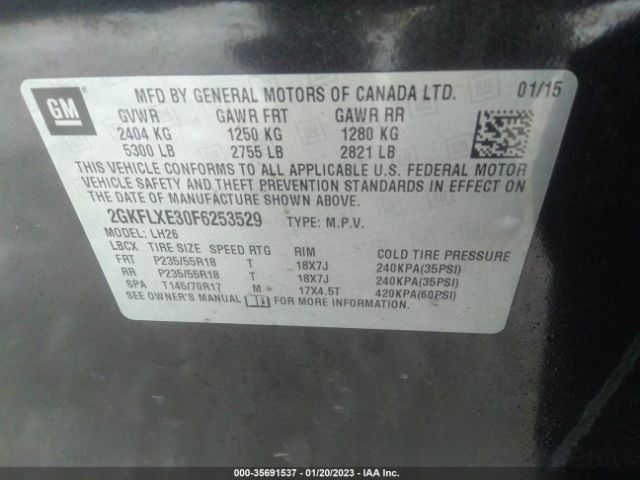 GM
MFD BY GENERAL MOTORS OF CANADA LTD. 01/15
GVWR GAWR FRT GAWR RR
2404 KG 1250 KG 1280 KG
5300 LB 2755 LB 2821 LB
THIS VEHICLE CONFORMS TO ALL APPLICABLE U.S. FEDERAL MOTOR
VEHICLE SAFETY AND THEFT PREVENTION STANDARDS IN EFFECT ON THE
DATE OF MANUFACTURE SHOWN ABOVE.
2GKFLXE30F6253529 TYPE: M.P.V.
MODEL: LH26
LBCX TIRE SIZE SPEED RTG RIM COLD TIRE PRESSURE
FRT P235/55R18 T 18X7J 240KPA(35PSI)
RR P235/55R18 T 18X7J 240KPA(35PSI)
SPA T145/70R17 M 17X4.5T 420KPA(60PSI)
SEE OWNER'S MANUAL FOR ADDITIONAL INFORMATION.
000-35691537 - 01/20/2023 - IAA Inc.